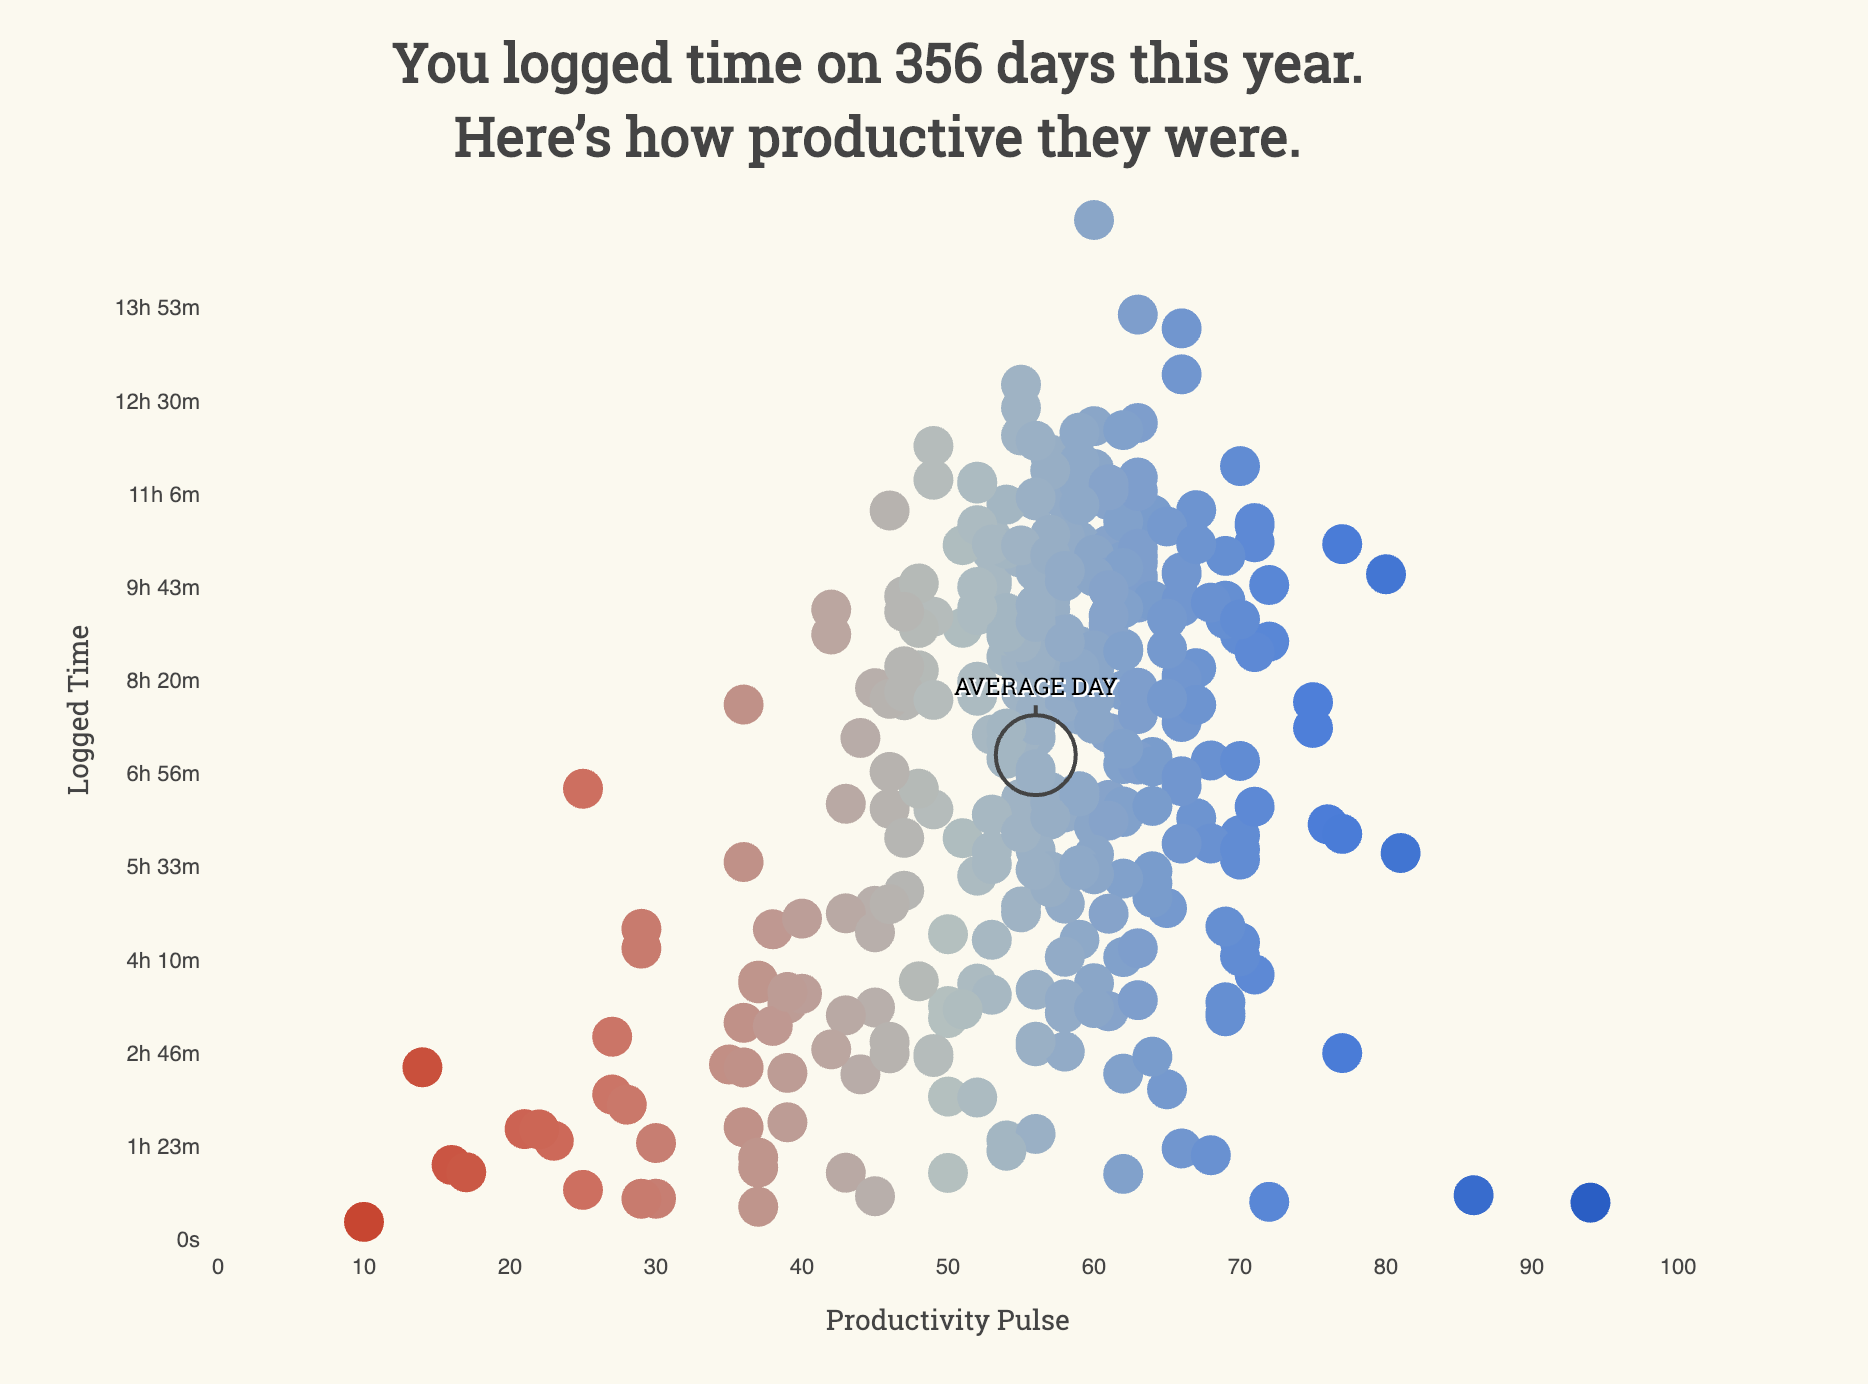 You logged time on 356 days this year.
Here’s how productive they were.
13h 53m
12h 30m
11h 6m
9h 43m
8h 20m
6h 56m
5h 33m
4h 10m
2h 46m
1h 23m
0s
Logged Time
AVERAGE DAY
0 10 20 30 40 50 60 70 80 90 100
Productivity Pulse